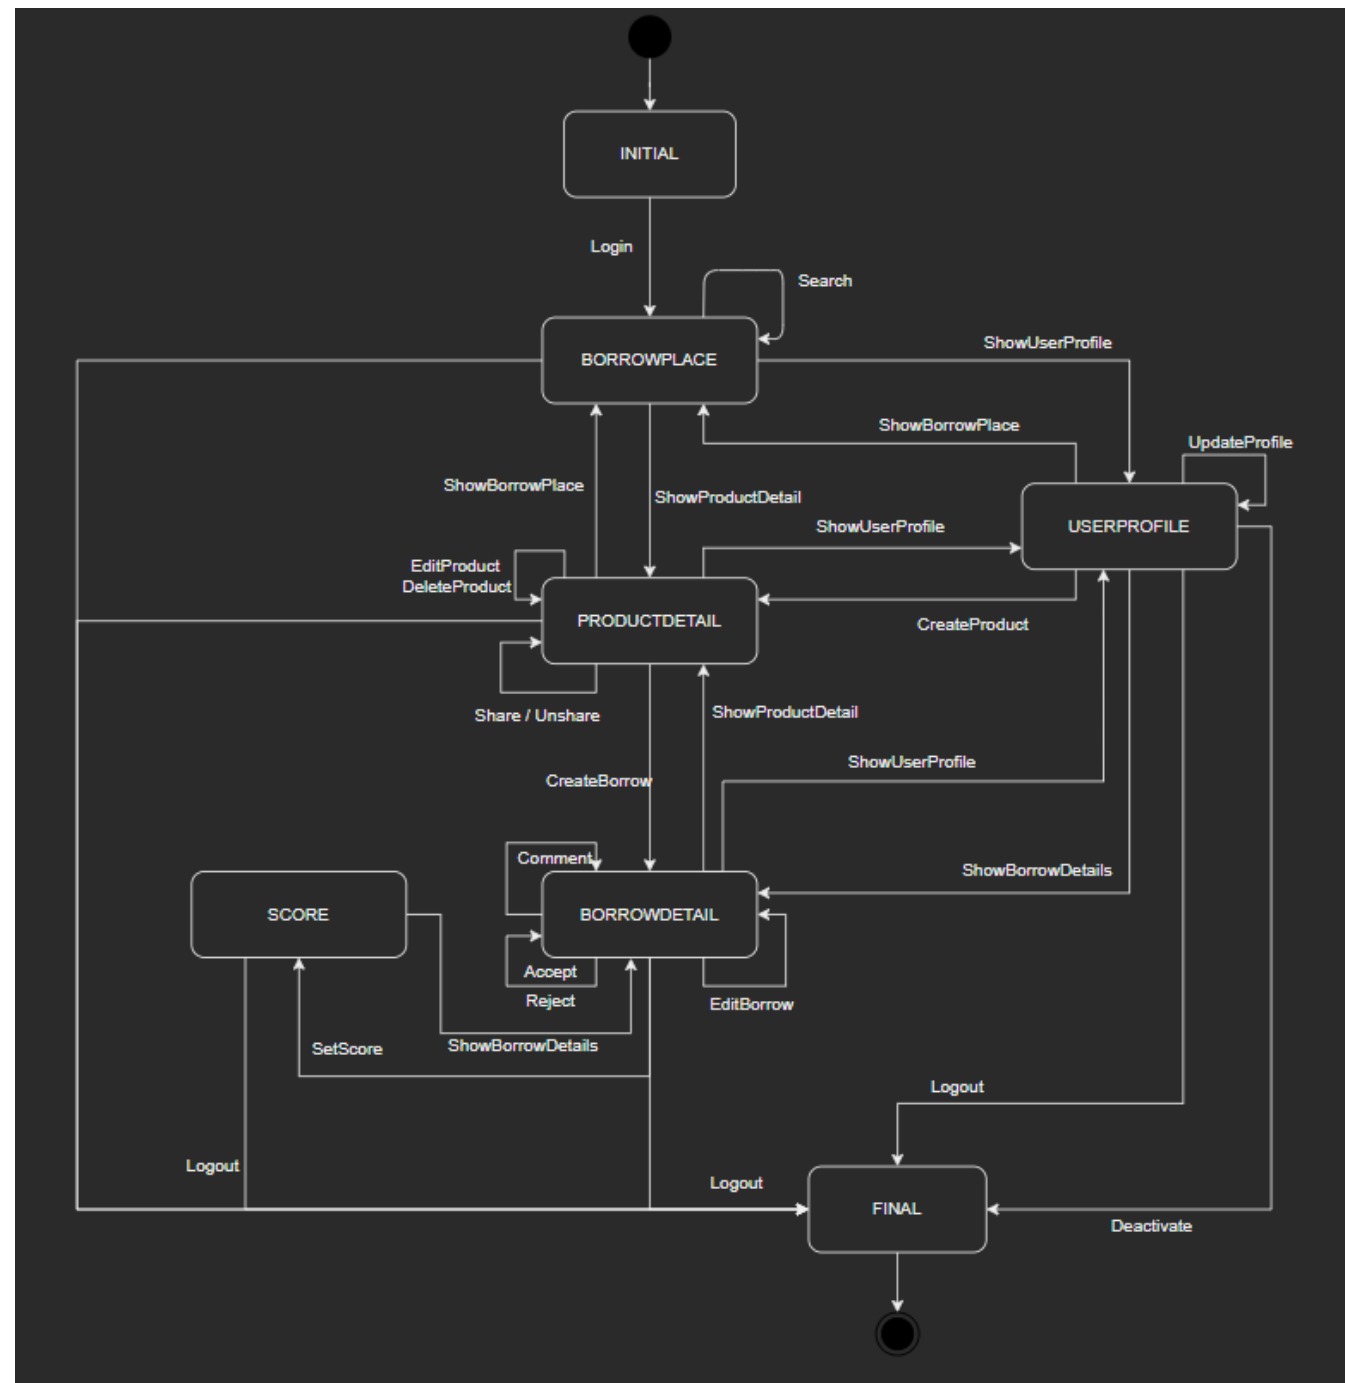 INITIAL
Login
Search
ShowUserProfile
BORROWPLACE
ShowBorrowPlace
UpdateProfile
ShowBorrowPlace
ShowProductDetail
ShowUserProfile
USERPROFILE
EditProduct
DeleteProduct
PRODUCTDETAIL
CreateProduct
Share / Unshare
ShowProductDetail
ShowUserProfile
CreateBorrow
Comment
ShowBorrowDetails
SCORE
BORROWDETAIL
Accept
Reject
EditBorrow
SetScore
ShowBorrowDetails
Logout
Logout
Logout
FINAL
Deactivate